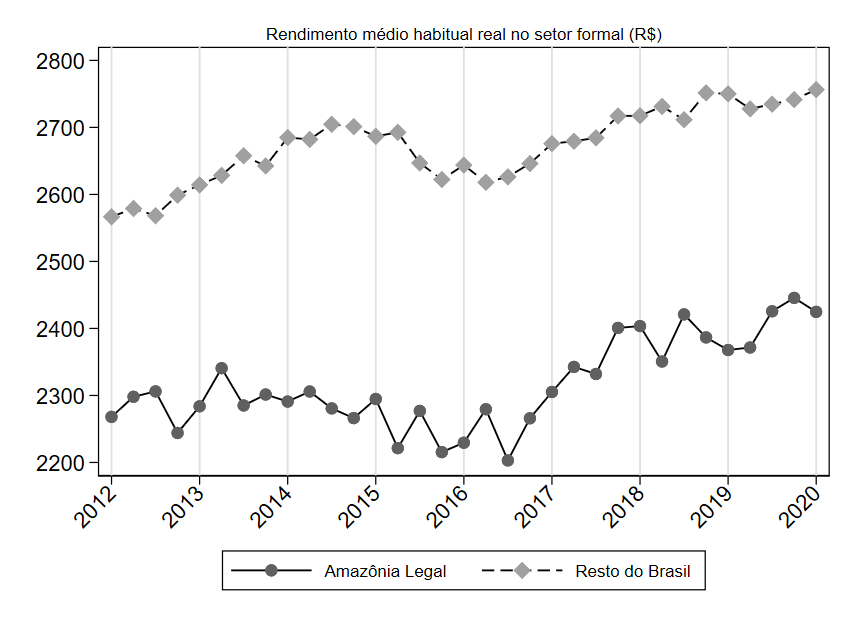 Rendimento médio habitual real no setor formal (R$)
2800
2700
2600
2500
2400
2300
2200
2012 2013 2014 2015 2016 2017 2018 2019 2020
Amazônia Legal Resto do Brasil